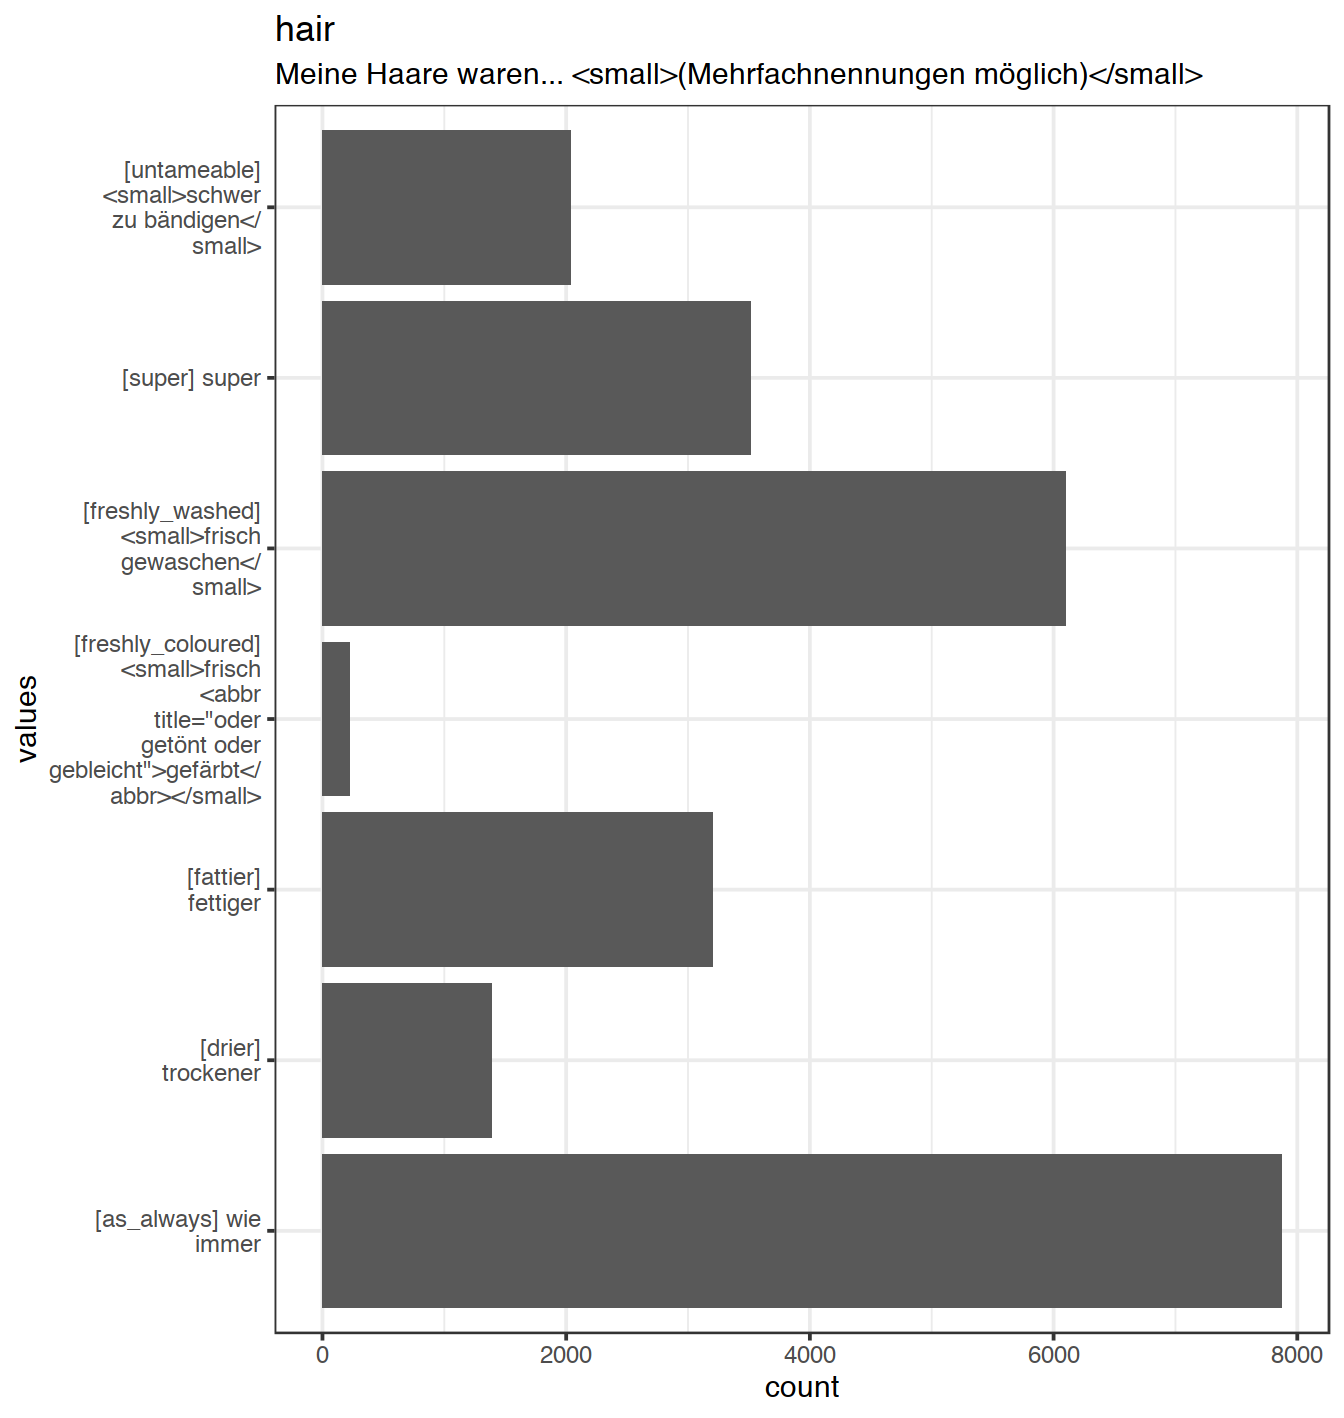 hair
Meine Haare waren... <small>(Mehrfachnennungen möglich)</small>
values
[untameable]
<small>schwer
zu bändigen</
small>
[super] super
[freshly_washed]
<small>frisch
gewaschen</
small>
[freshly_coloured]
<small>frisch
<abbr
title="oder
getönt oder
gebleicht">gefärbt</
abbr></small>
[fattier]
fettiger
[drier]
trockener
[as_always] wie
immer
0 2000 4000 6000 8000
count